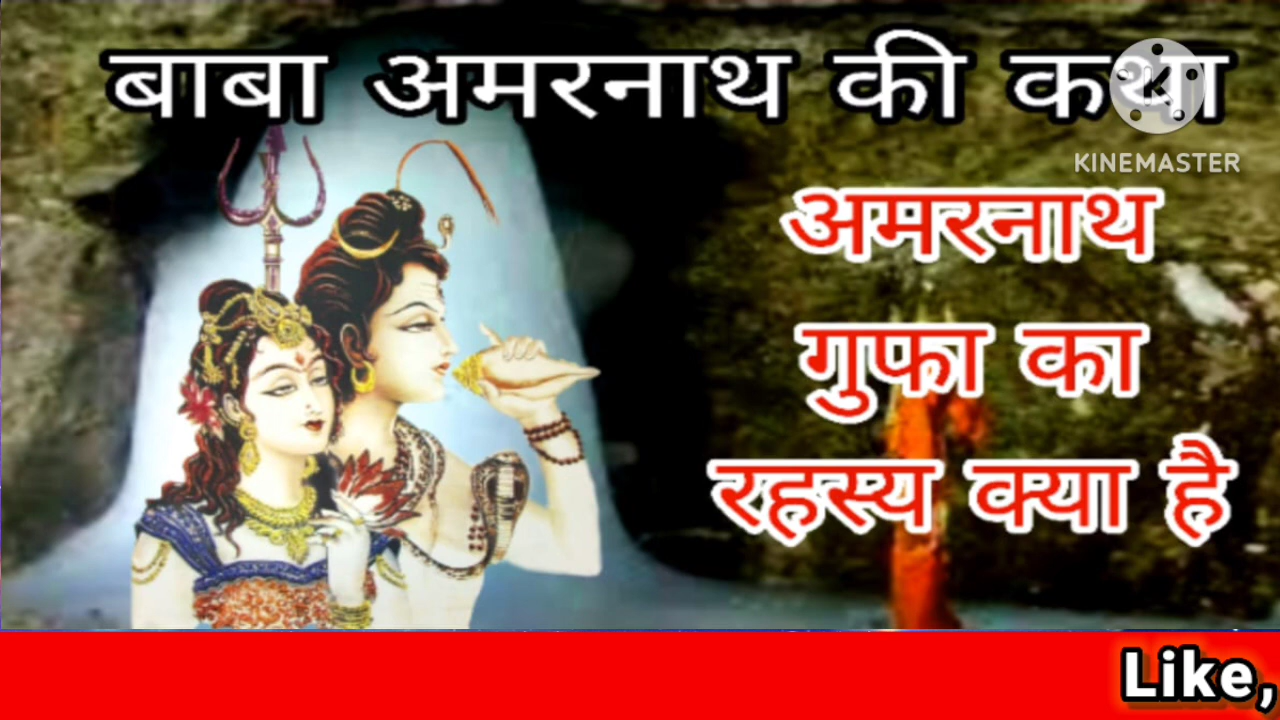 बाबा अमरनाथ की कथा
KINEMASTER
अमरनाथ
गुफा का
रहस्य क्या है
Like,